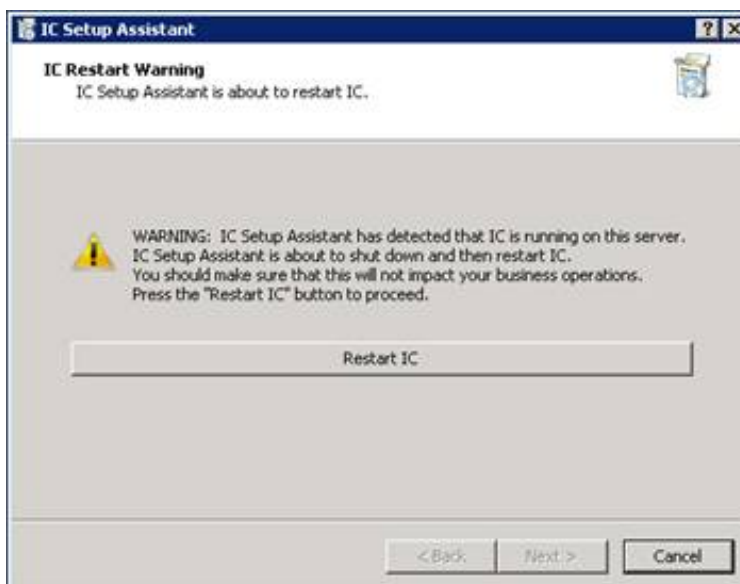 IC Setup Assistant
IC Restart Warning
IC Setup Assistant is about to restart IC.
WARNING: IC Setup Assistant has detected that IC is running on this server.
IC Setup Assistant is about to shut down and then restart IC.
You should make sure that this will not impact your business operations.
Press the "Restart IC" button to proceed.
Restart IC
< Back Next > Cancel